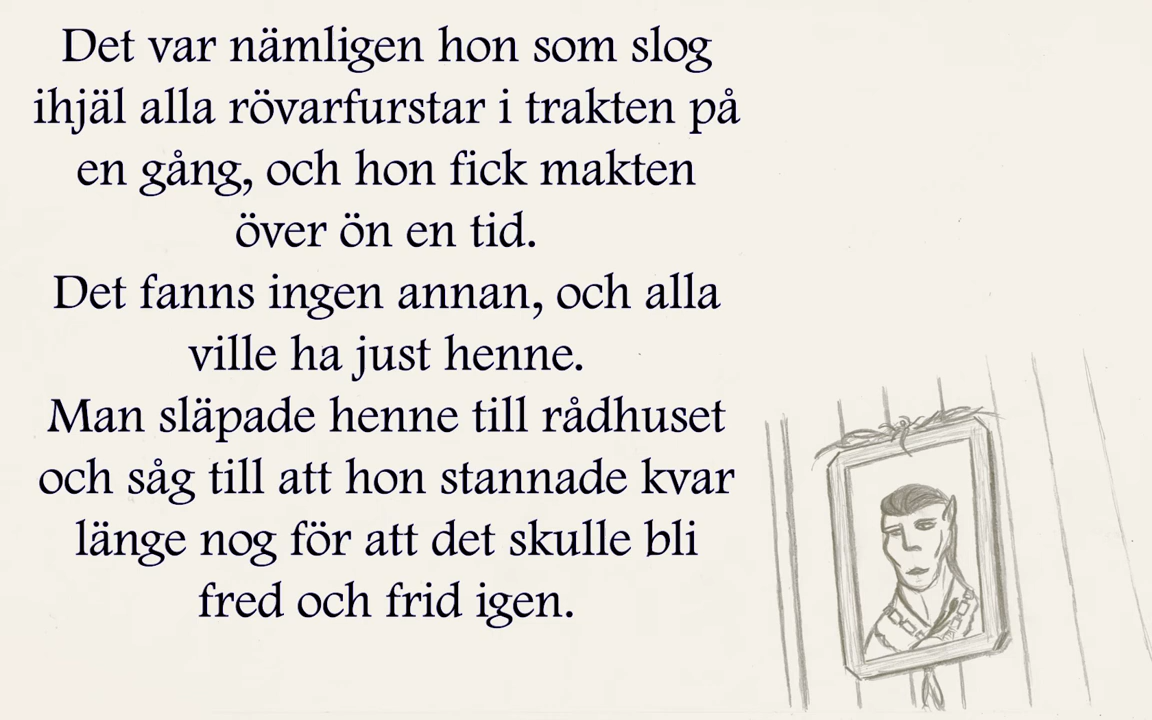 Det var nämligen hon som slog
ihjäl alla rövarfurstar i trakten på
en gång, och hon fick makten
över ön en tid.
Det fanns ingen annan, och alla
ville ha just henne.
Man släpade henne till rådhuset
och såg till att hon stannade kvar
länge nog för att det skulle bli
fred och frid igen.